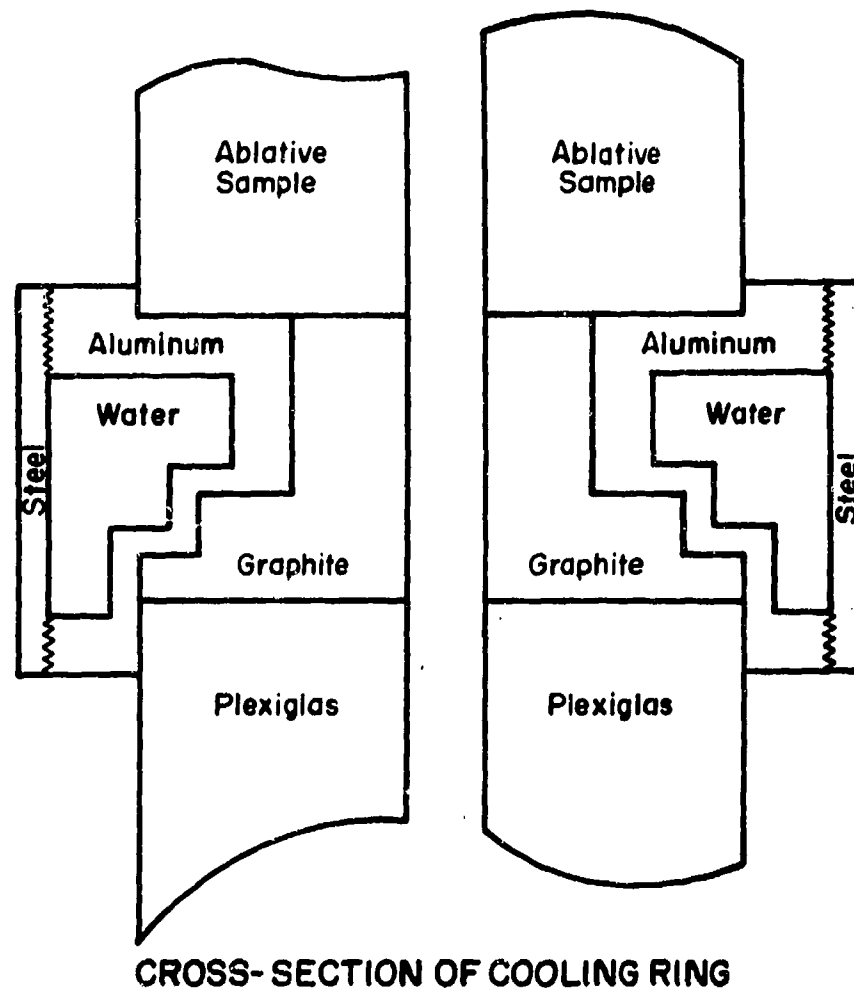 Ablative
Sample
Ablative
Sample
Aluminum
Aluminum
Water
Water
Steel
Steel
Graphite
Graphite
Plexiglas
Plexiglas
CROSS-SECTION OF COOLING RING